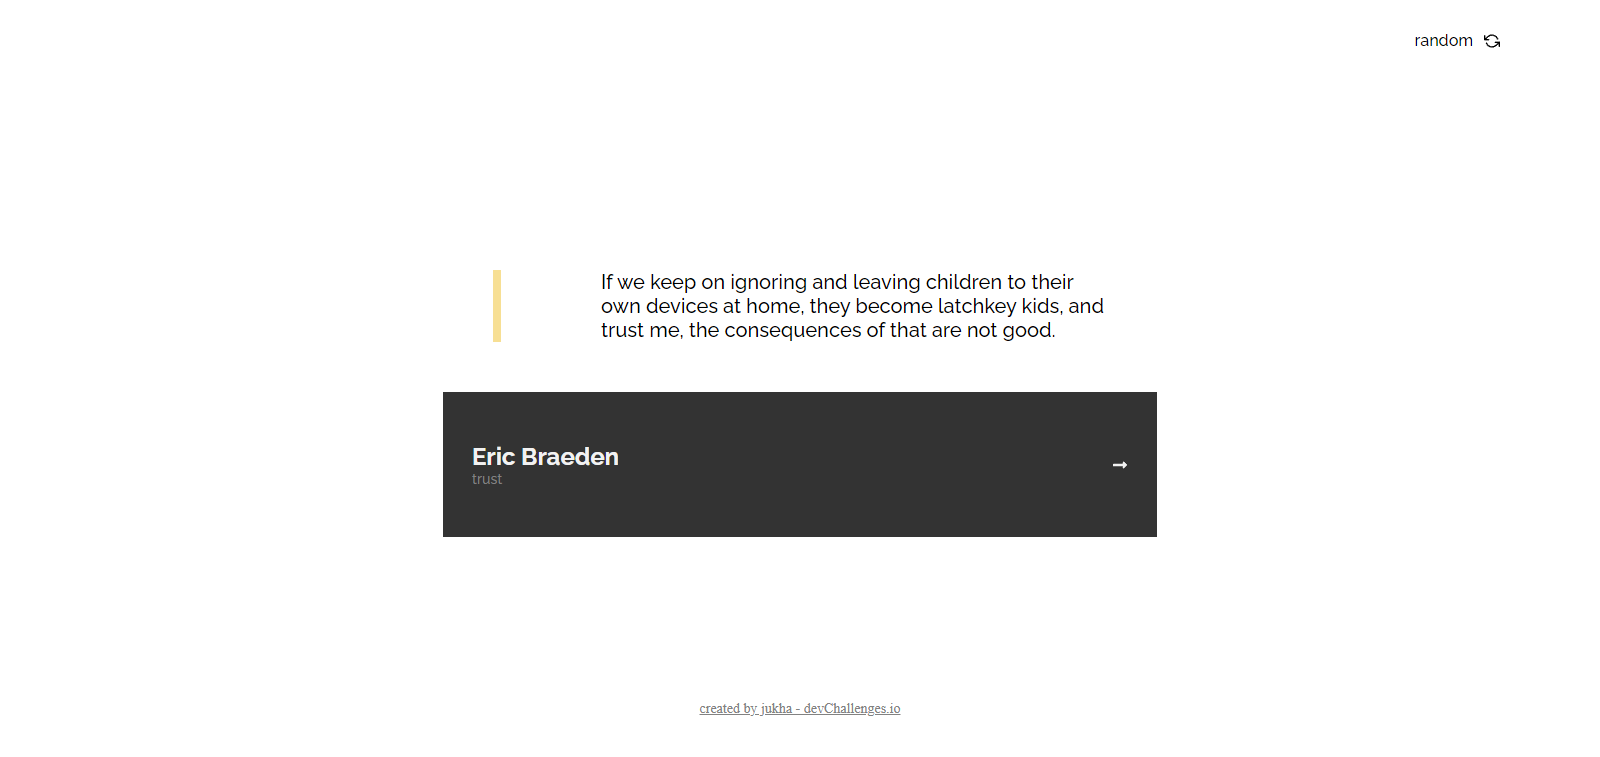 random
If we keep on ignoring and leaving children to their
own devices at home, they become latchkey kids, and
trust me, the consequences of that are not good.
Eric Braeden
trust
created by jukha - devChallenges.io